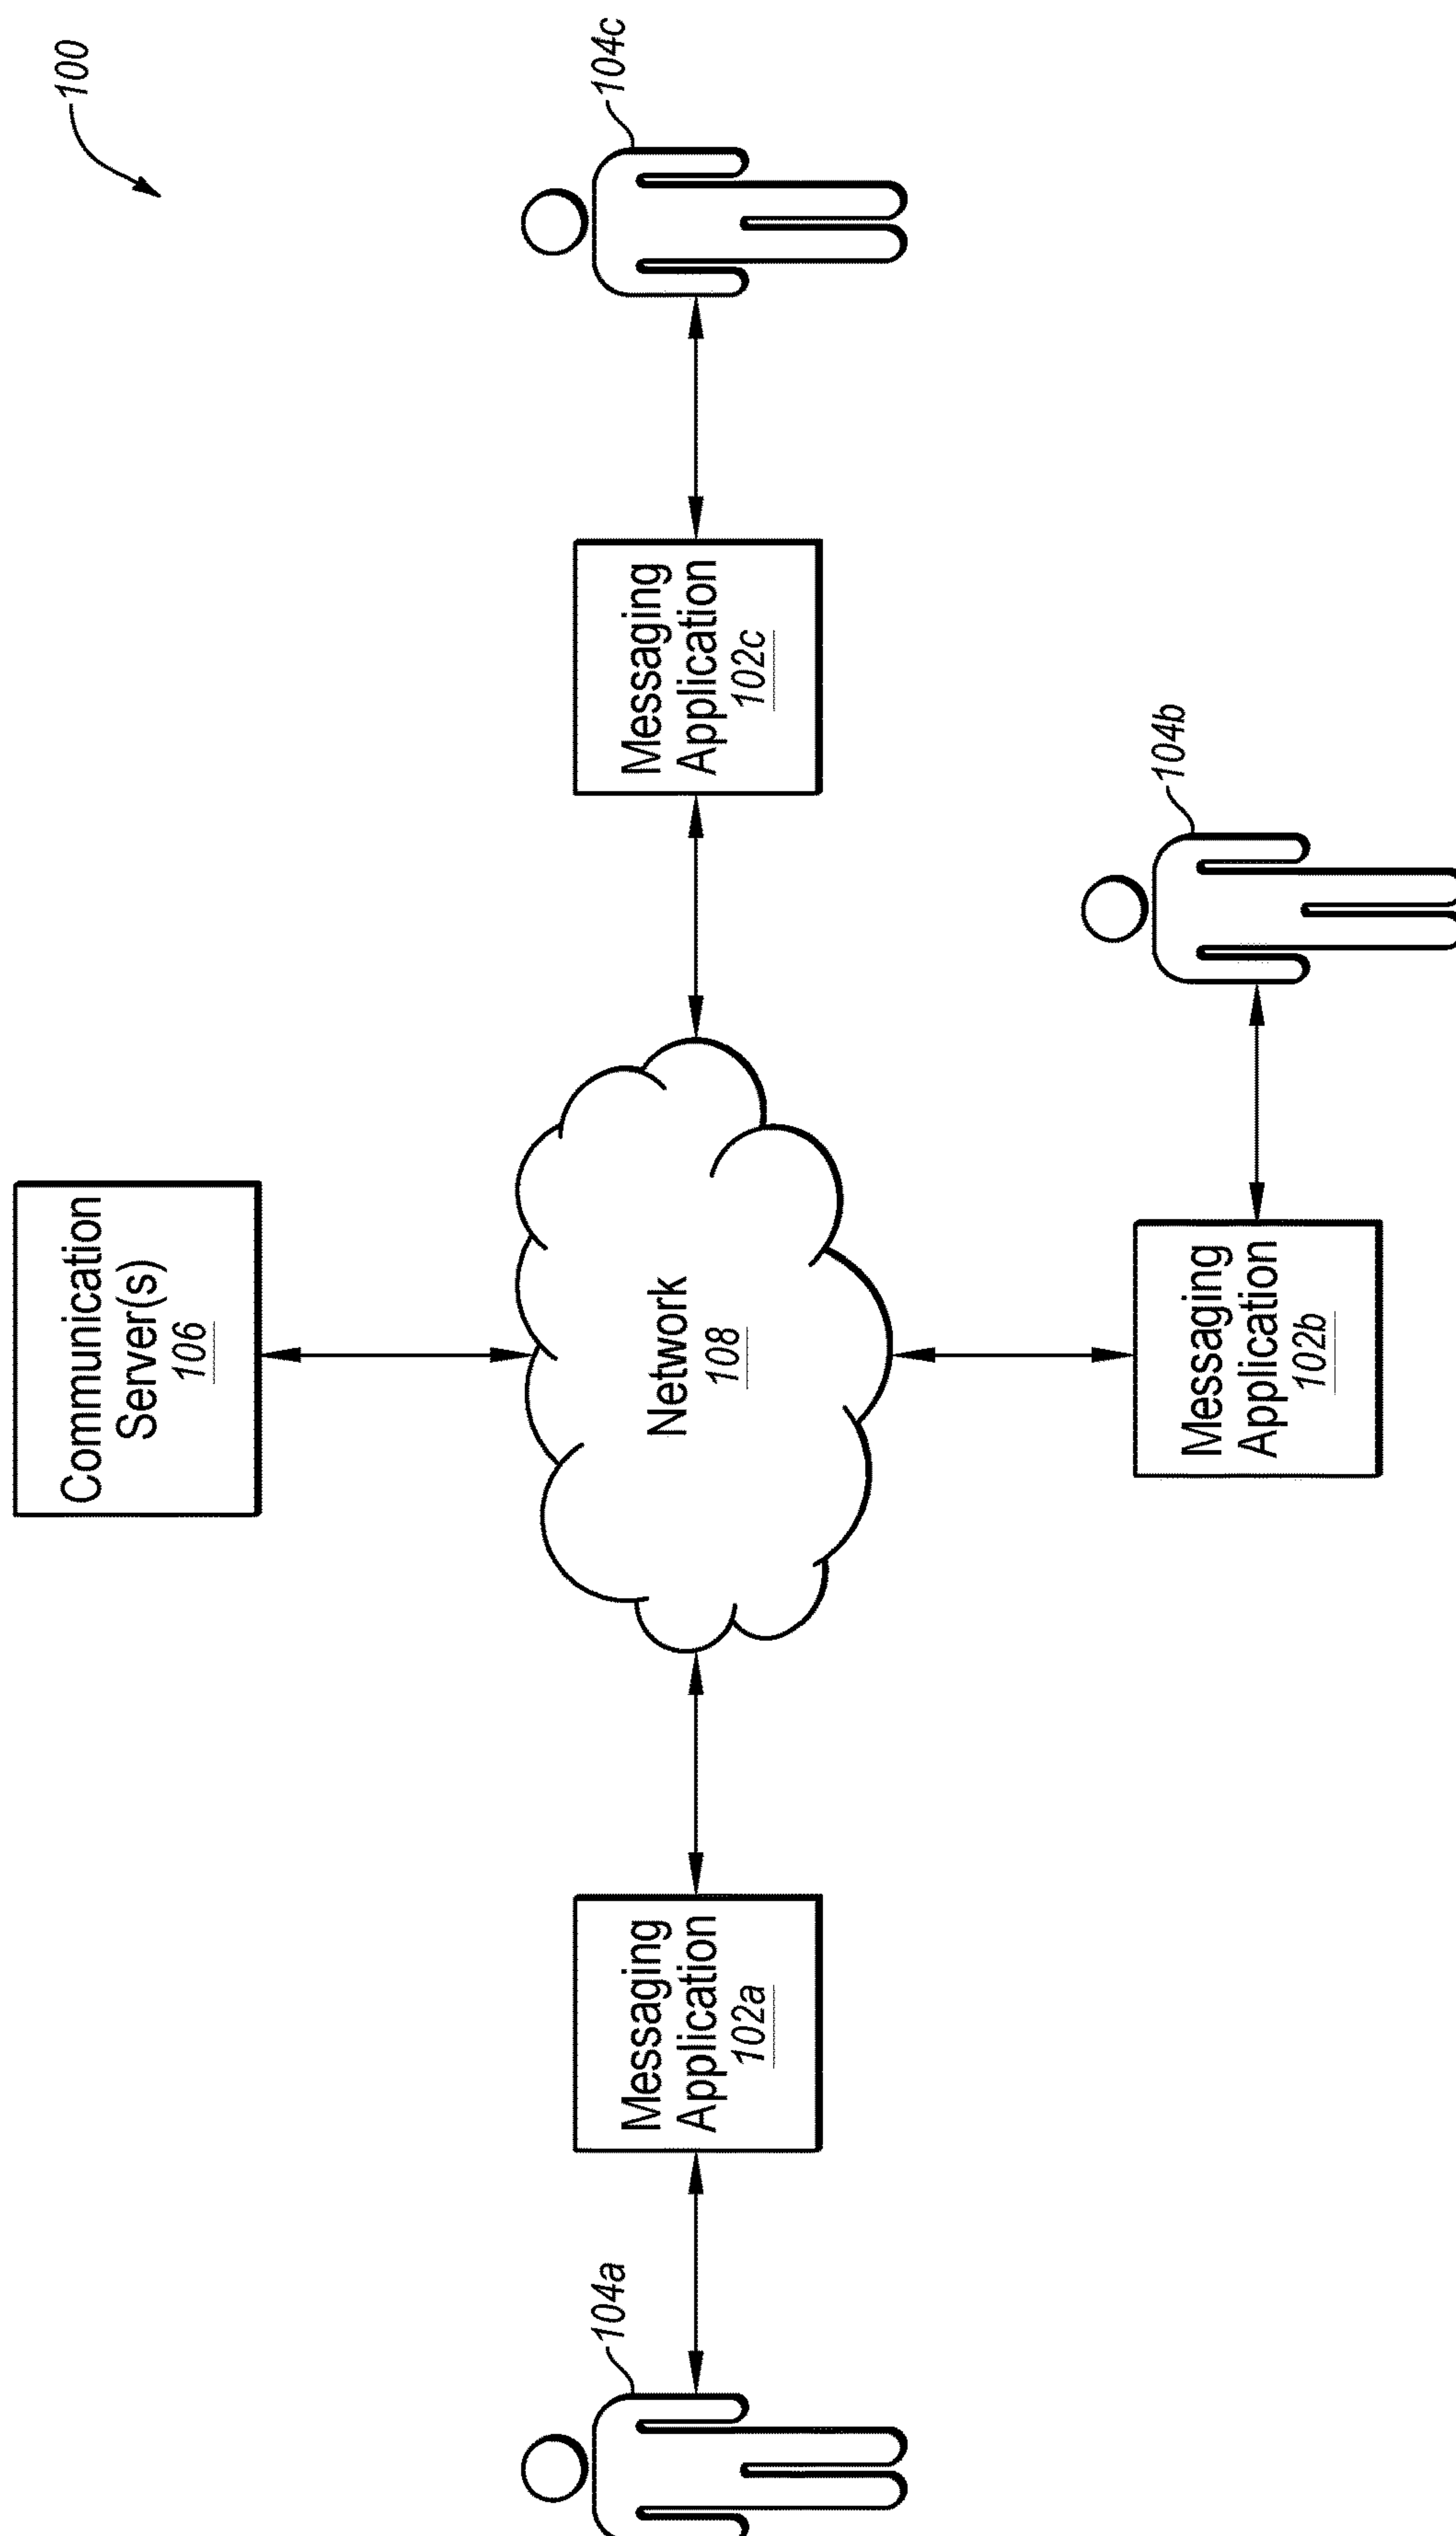 100
Communication
Server(s)
106
104a
Messaging
Application
102a
Network
108
Messaging
Application
102c
104c
Messaging
Application
102b
104b